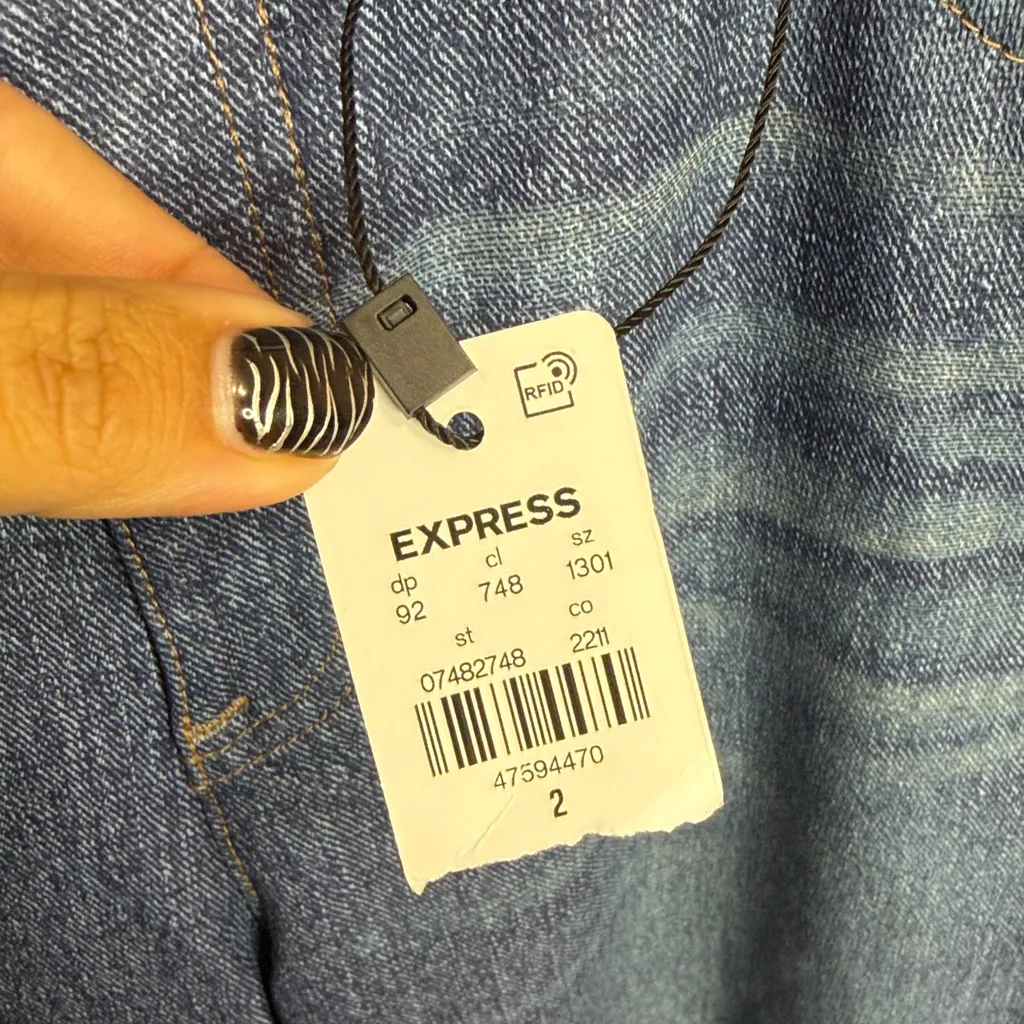 RFID
EXPRESS
dp cl sz
92 748 1301
st co
07482748 2211
47594470
2